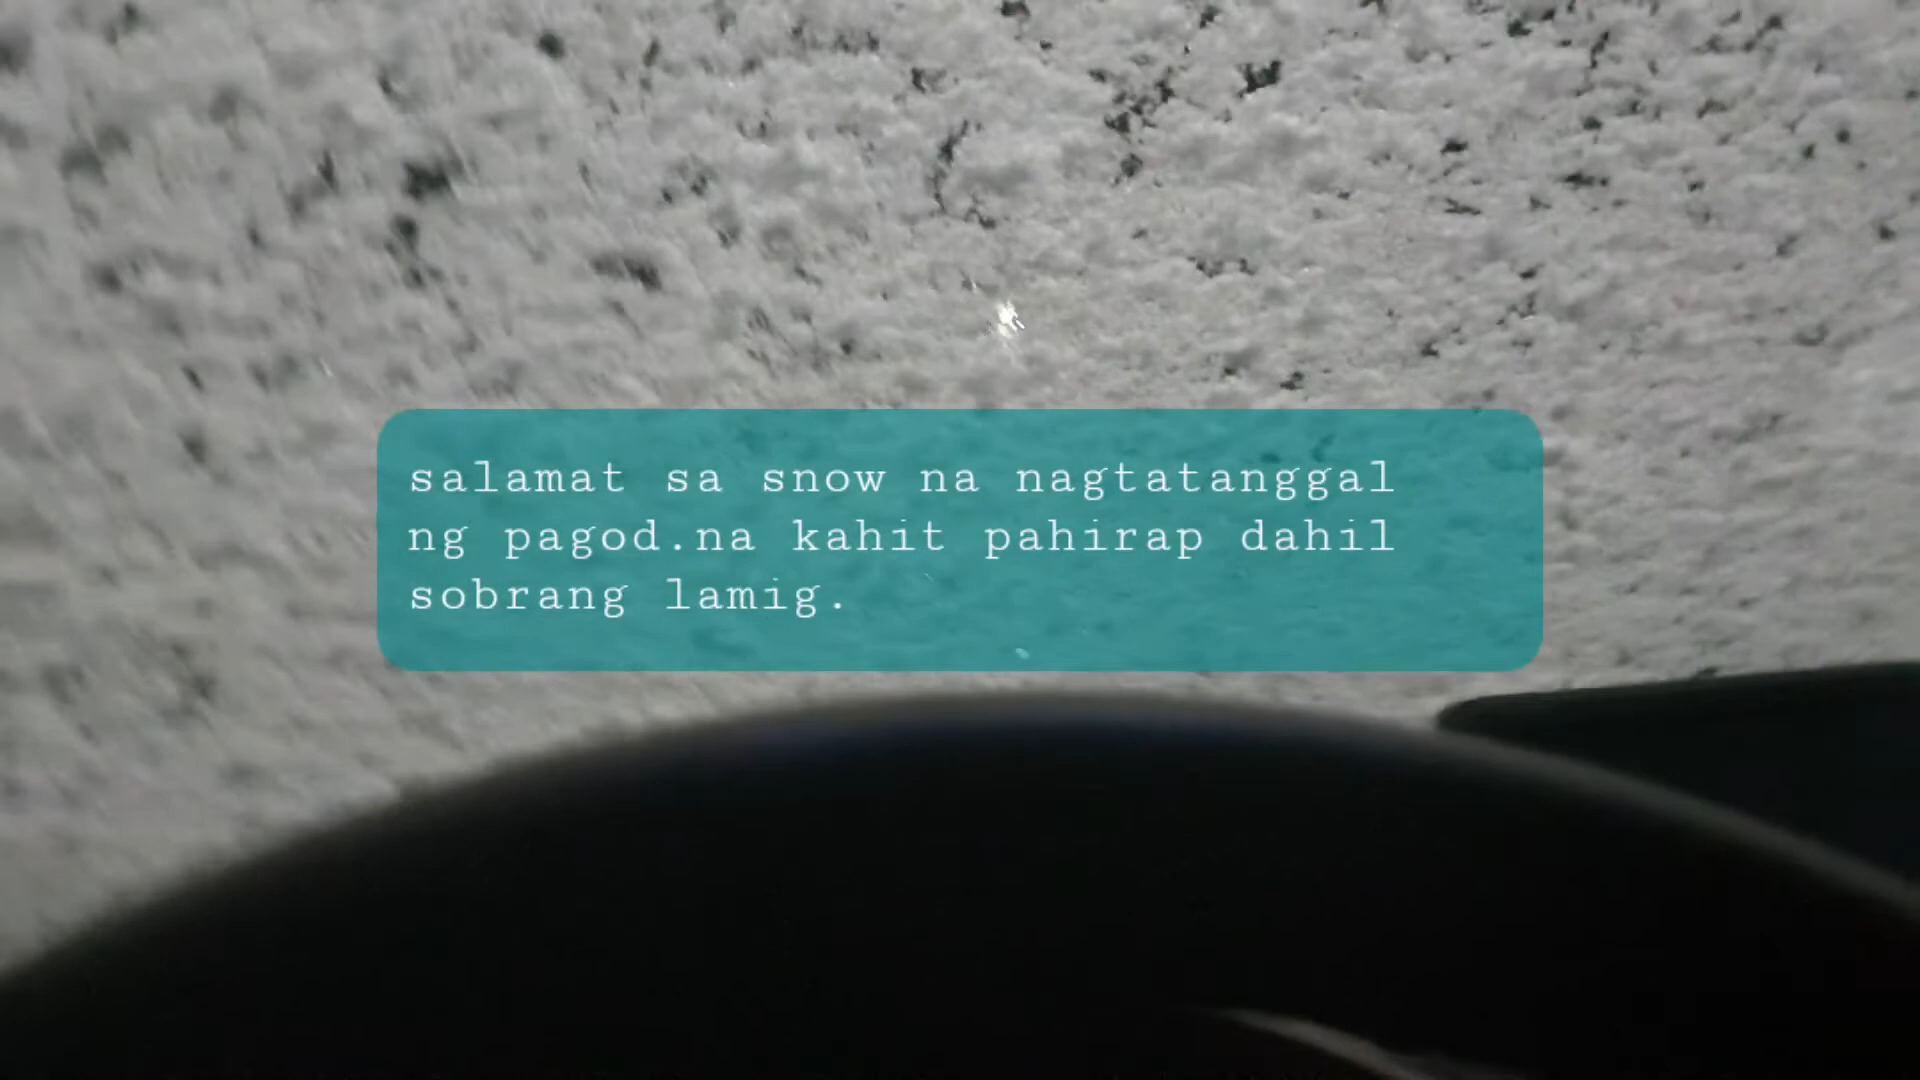 salamat sa snow na nagtatanggal
ng pagod.na kahit pahirap dahil
sobrang lamig.